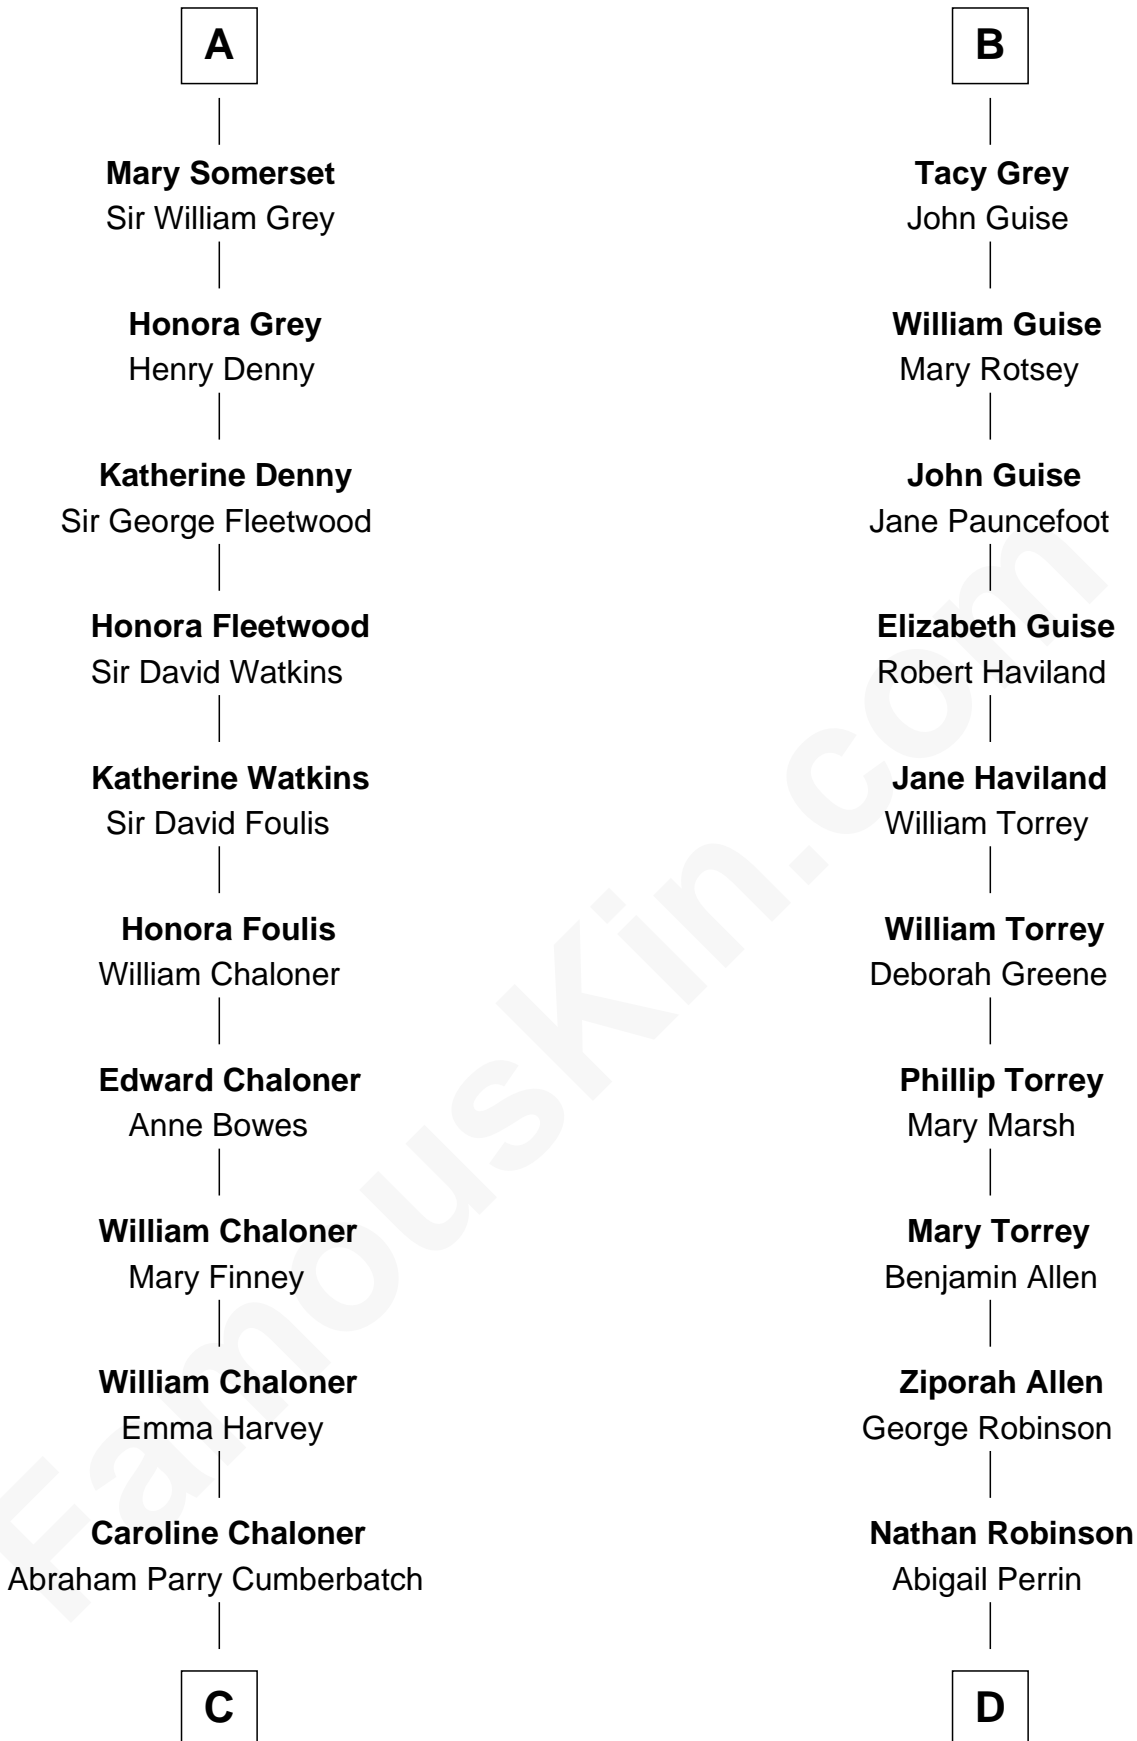 A
Mary Somerset
Sir William Grey
Honora Grey
Henry Denny
Katherine Denny
Sir George Fleetwood
Honora Fleetwood
Sir David Watkins
Katherine Watkins
Sir David Foulis
Honora Foulis
William Chaloner
Edward Chaloner
Anne Bowes
William Chaloner
Mary Finney
William Chaloner
Emma Harvey
Caroline Chaloner
Abraham Parry Cumberbatch
C
B
Tacy Grey
John Guise
William Guise
Mary Rotsey
John Guise
Jane Pauncefoot
Elizabeth Guise
Robert Haviland
Jane Haviland
William Torrey
William Torrey
Deborah Greene
Phillip Torrey
Mary Marsh
Mary Torrey
Benjamin Allen
Ziporah Allen
George Robinson
Nathan Robinson
Abigail Perrin
D
FamousKin.com